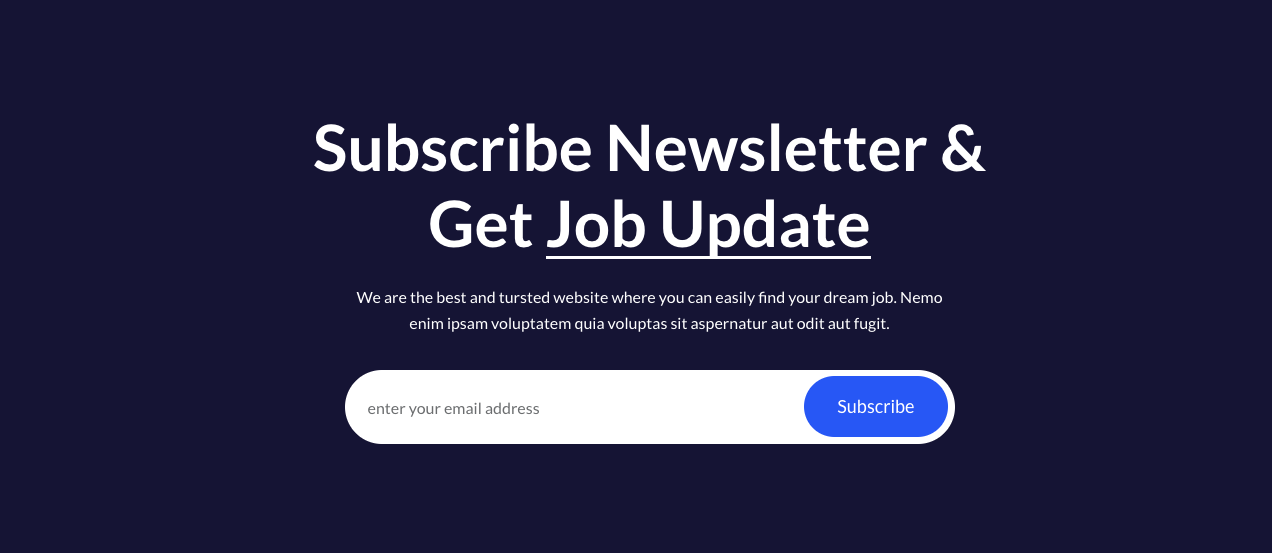 Subscribe Newsletter &
Get Job Update
We are the best and tursted website where you can easily find your dream job. Nemo
enim ipsam voluptatem quia voluptas sit aspernatur aut odit aut fugit.
enter your email address
Subscribe